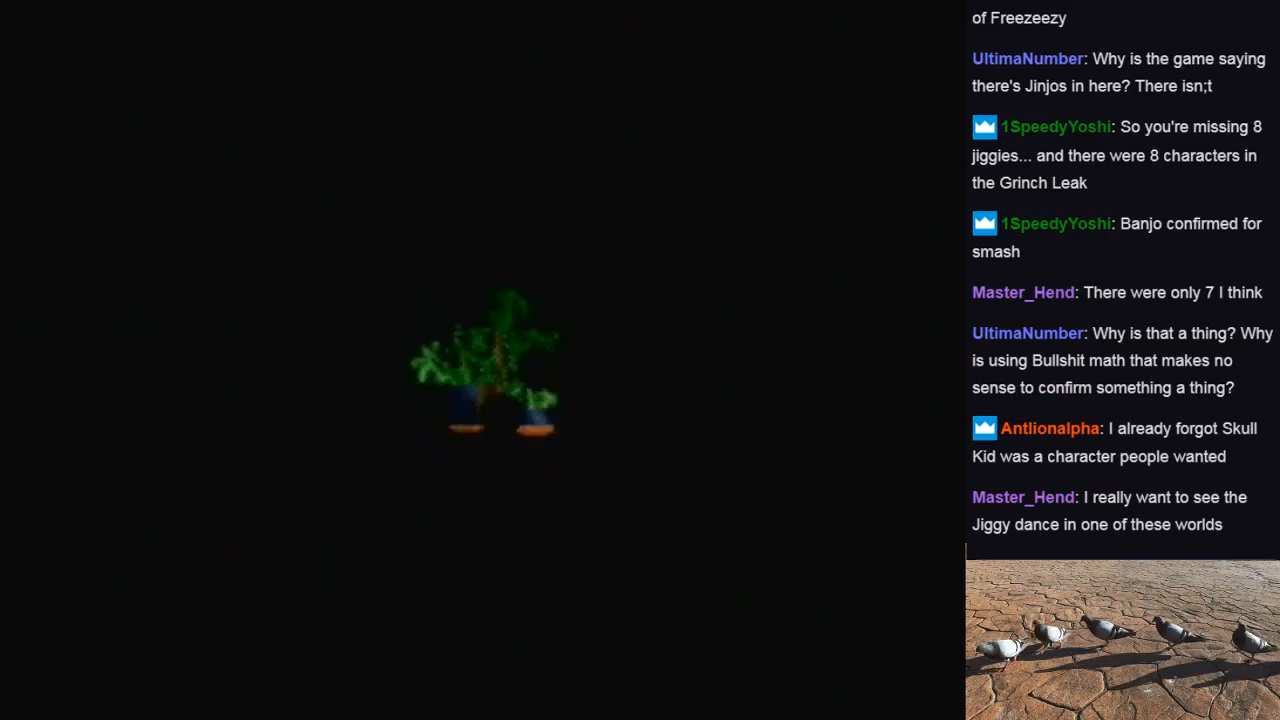 of Freezeezy
UltimaNumber: Why is the game saying
there's Jinjos in here? There isn;t
1SpeedyYoshi: So you're missing 8
jiggies... and there were 8 characters in
the Grinch Leak
1SpeedyYoshi: Banjo confirmed for
smash
Master_Hend: There were only 7 I think
UltimaNumber: Why is that a thing? Why
is using Bullshit math that makes no
sense to confirm something a thing?
Antlionalpha: I already forgot Skull
Kid was a character people wanted
Master_Hend: I really want to see the
Jiggy dance in one of these worlds